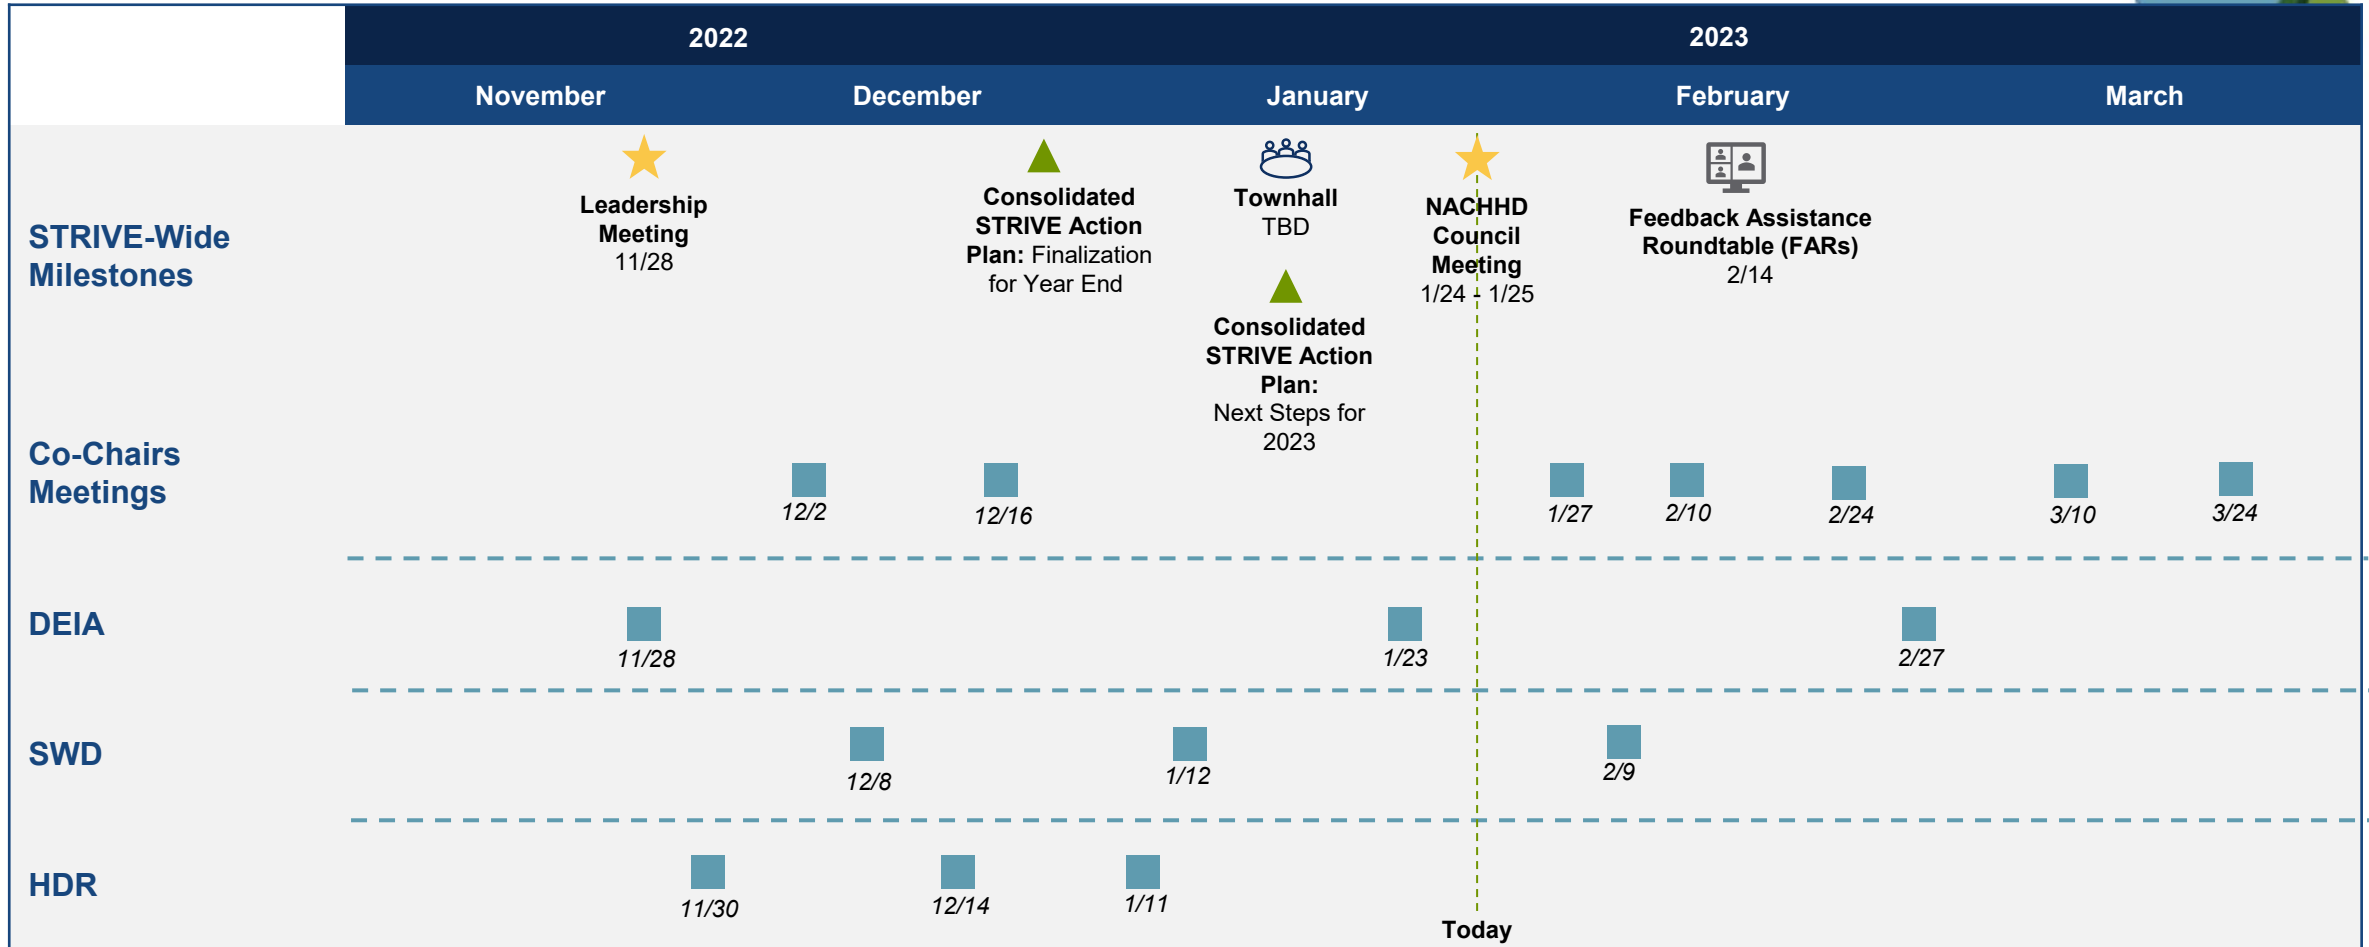 2022
2023
November
December
January
February
March
STRIVE-Wide
Milestones
Leadership
Meeting
11/28
Consolidated
STRIVE Action
Plan: Finalization
for Year End
Townhall
TBD
Consolidated
STRIVE Action
Plan:
Next Steps for
2023
NACHHD
Council
Meeting
1/24 - 1/25
Feedback Assistance
Roundtable (FARs)
2/14
Co-Chairs
Meetings
12/2
12/16
1/27
2/10
2/24
3/10
3/24
DEIA
11/28
1/23
2/27
SWD
12/8
1/12
2/9
HDR
11/30
12/14
1/11
Today